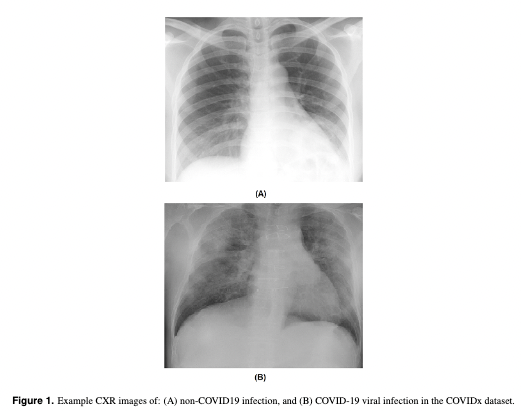 (A)
(B)
Figure 1. Example CXR images of: (A) non-COVID19 infection, and (B) COVID-19 viral infection in the COVIDx dataset.